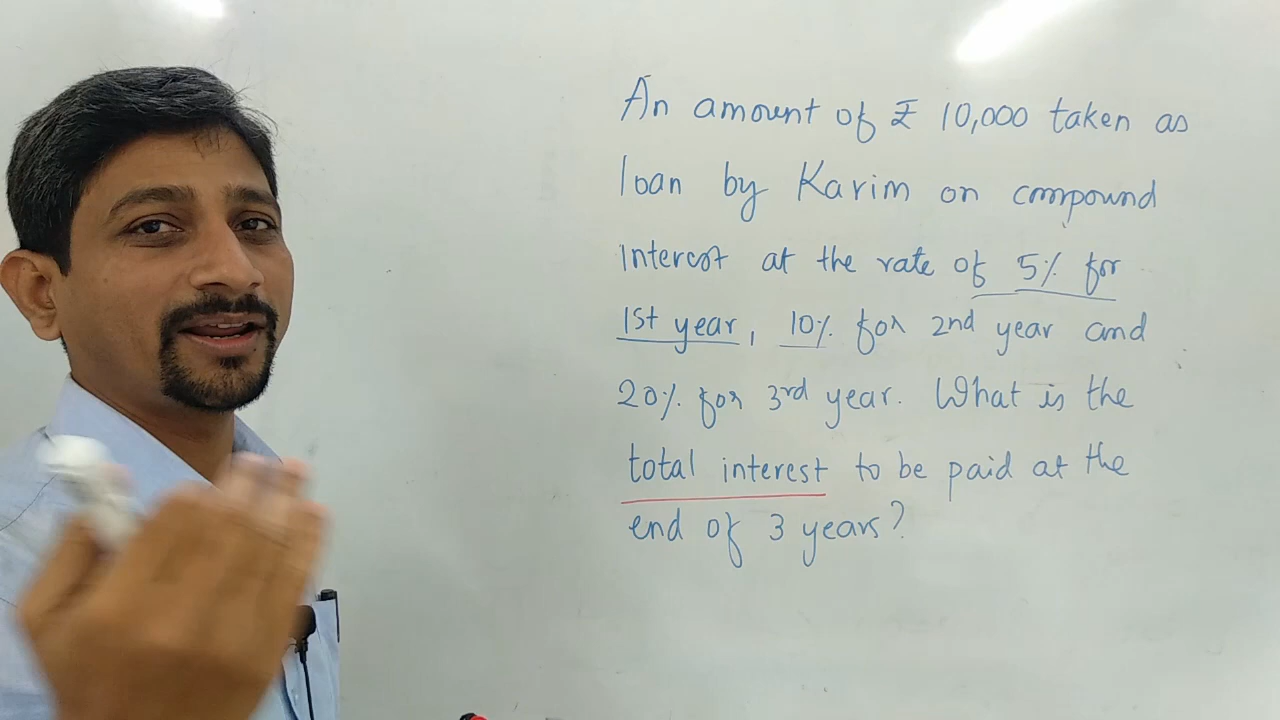 An amount of ₹ 10,000 taken as
loan by Karim on compound
interest at the rate of 5% for
1st year, 10% for 2nd year and
20% for 3rd year. What is the
total interest to be paid at the
end of 3 years?